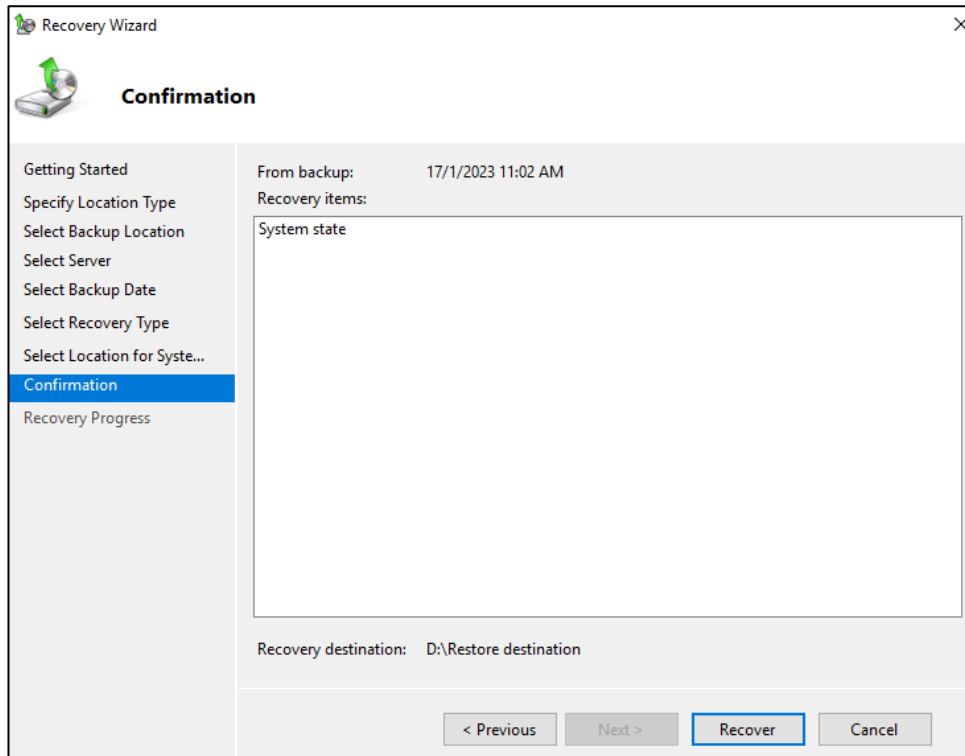 Recovery Wizard
Confirmation
Getting Started
Specify Location Type
Select Backup Location
Select Server
Select Backup Date
Select Recovery Type
Select Location for Syste...
Confirmation
Recovery Progress
From backup: 17/1/2023 11:02 AM
Recovery items:
System state
Recovery destination: D:\Restore destination
< Previous Next > Recover Cancel